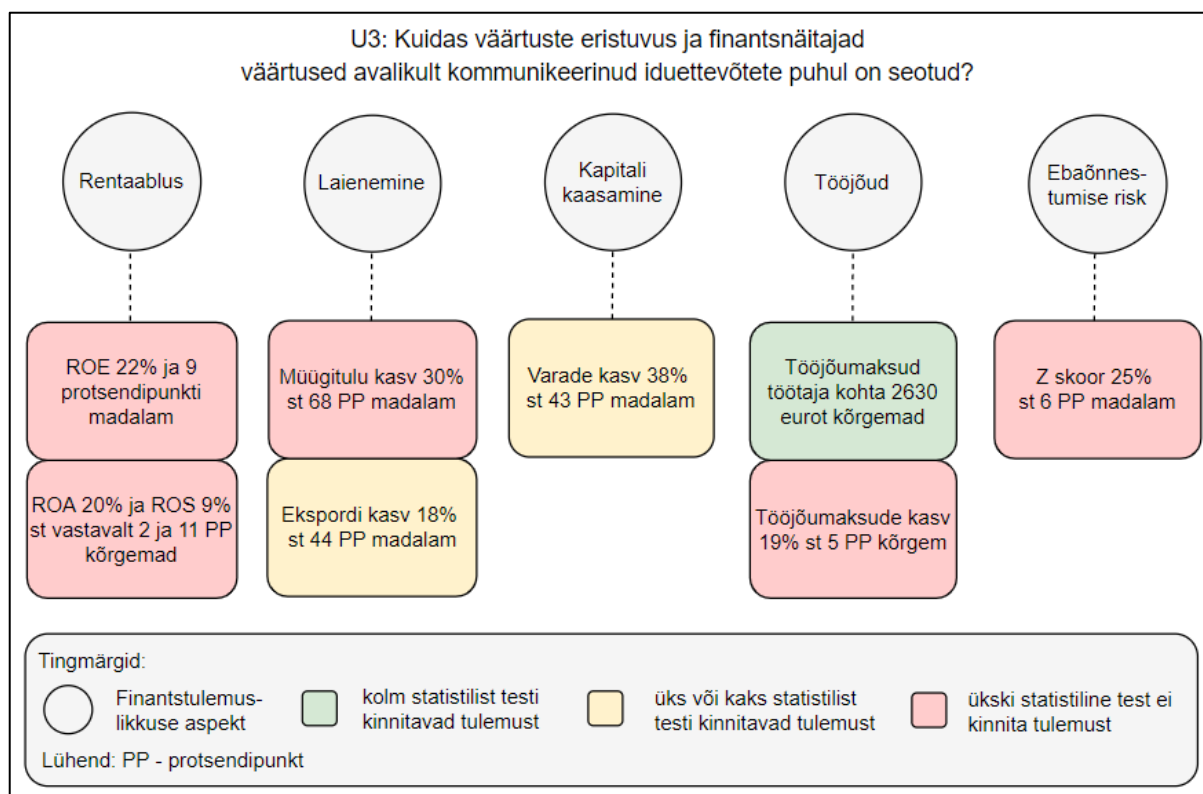 U3: Kuidas väärtuste eristuvus ja finantsnäitajad
väärtused avalikult kommunikeerinud iduettevõtete puhul on seotud?
Rentaablus
Laienemine
Kapitali
kaasamine
Tööjõud
Ebaõnnes-
tumise risk
ROE 22% ja 9
protsendipunkti
madalam
Müügitulu kasv 30%
st 68 PP madalam
Varade kasv 38%
st 43 PP madalam
Tööjõumaksud
töötaja kohta 2630
eurot kõrgemad
Z skoor 25%
st 6 PP madalam
ROA 20% ja ROS 9%
st vastavalt 2 ja 11 PP
kõrgemad
Ekspordi kasv 18%
st 44 PP madalam
Tööjõumaksude kasv
19% st 5 PP kõrgem
Tingmärgid:
Finantstulemus-
likkuse aspekt
kolm statistilist testi
kinnitavad tulemust
üks või kaks statistilist
testi kinnitavad tulemust
ükski statistiline test ei
kinnita tulemust
Lühend: PP - protsendipunkt